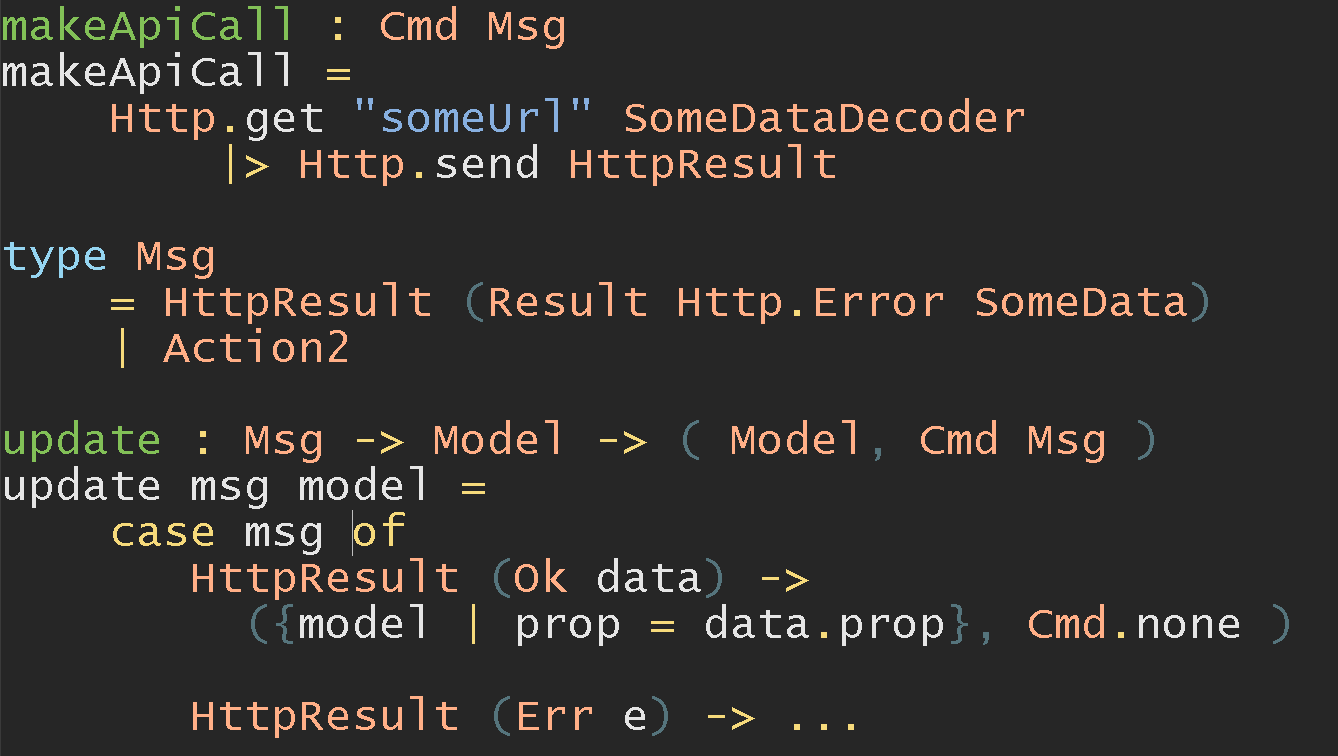 makeApiCall : Cmd Msg
makeApiCall =
    Http.get "someUrl" SomeDataDecoder
        |> Http.send HttpResult

type Msg
    = HttpResult (Result Http.Error SomeData)
    | Action2

update : Msg -> Model -> ( Model, Cmd Msg )
update msg model =
    case msg of
       HttpResult (Ok data) ->
         ({model | prop = data.prop}, Cmd.none )

       HttpResult (Err e) -> ...